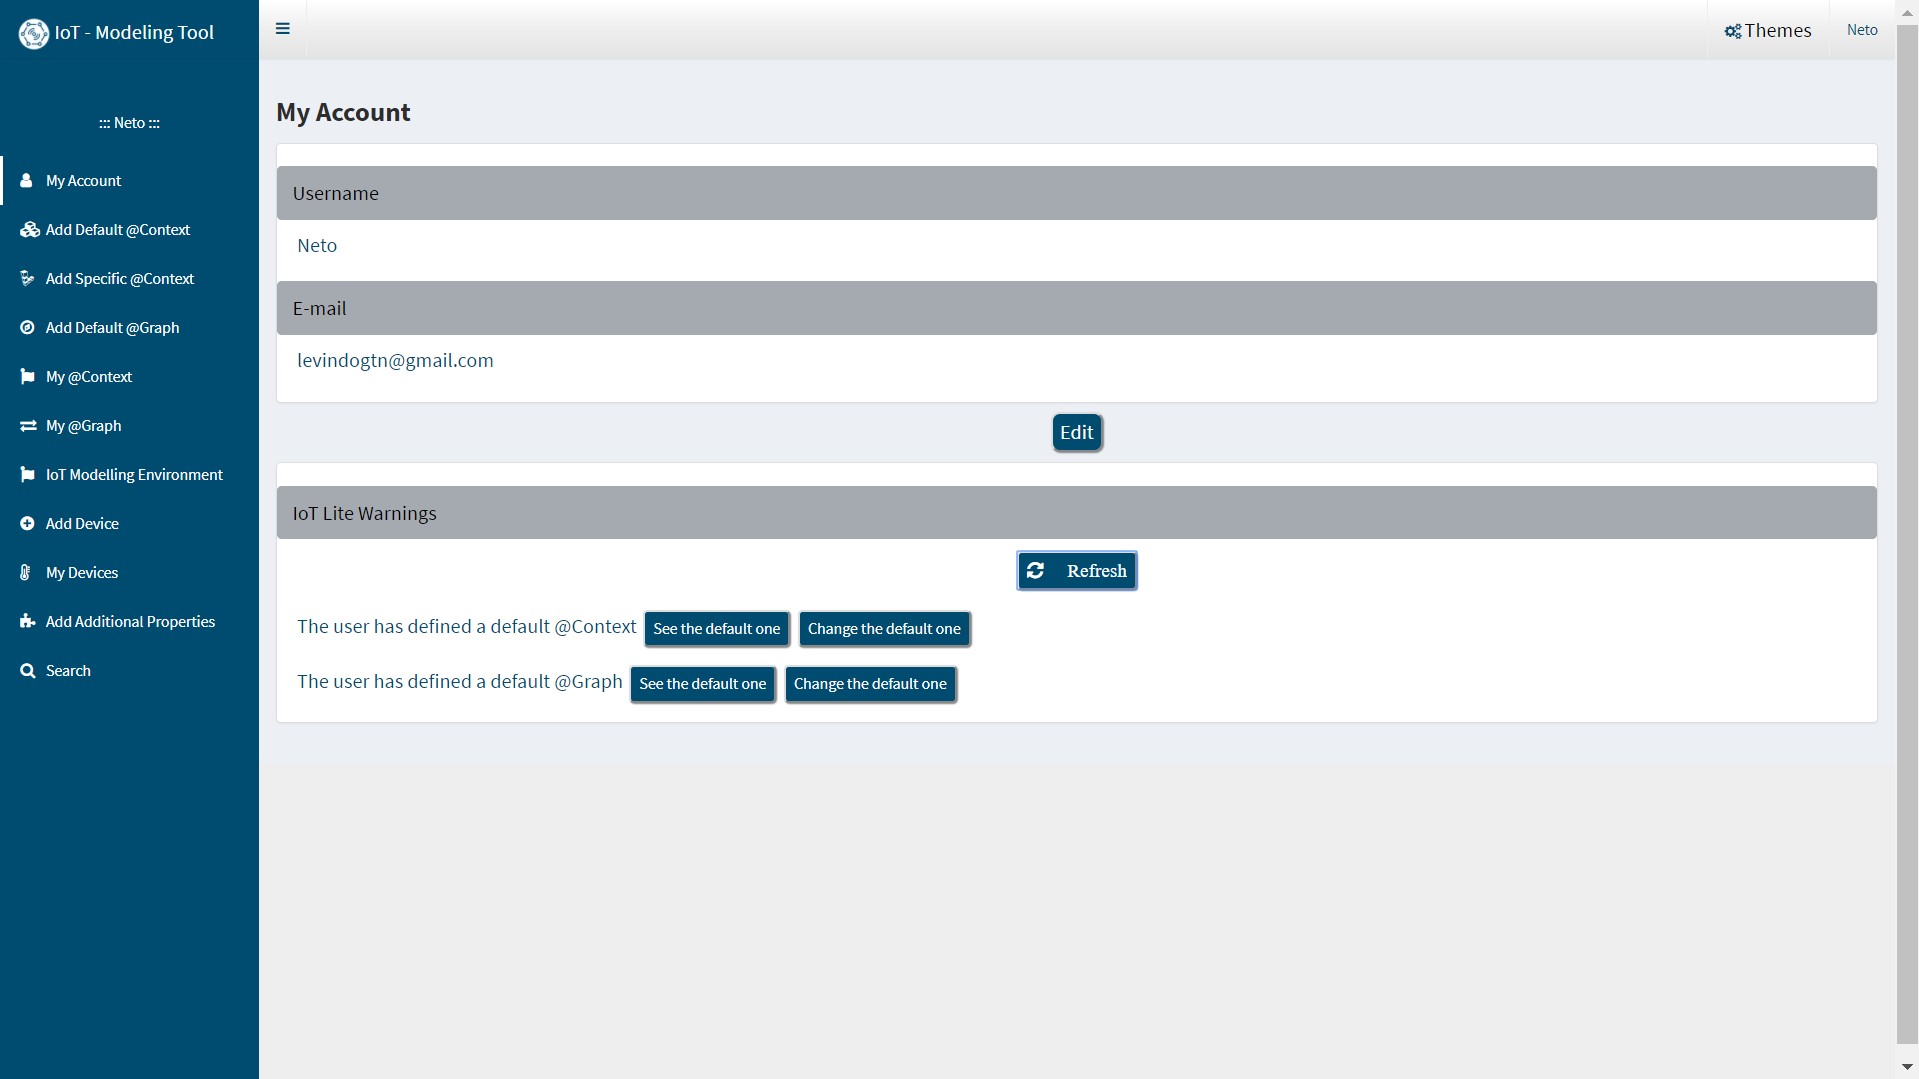 IoT - Modeling Tool
Themes
Neto
::: Neto :::
My Account
Add Default @Context
Add Specific @Context
Add Default @Graph
My @Context
My @Graph
IoT Modelling Environment
Add Device
My Devices
Add Additional Properties
Search
My Account
Username
Neto
E-mail
levindogtn@gmail.com
Edit
IoT Lite Warnings
Refresh
The user has defined a default @Context See the default one Change the default one
The user has defined a default @Graph See the default one Change the default one